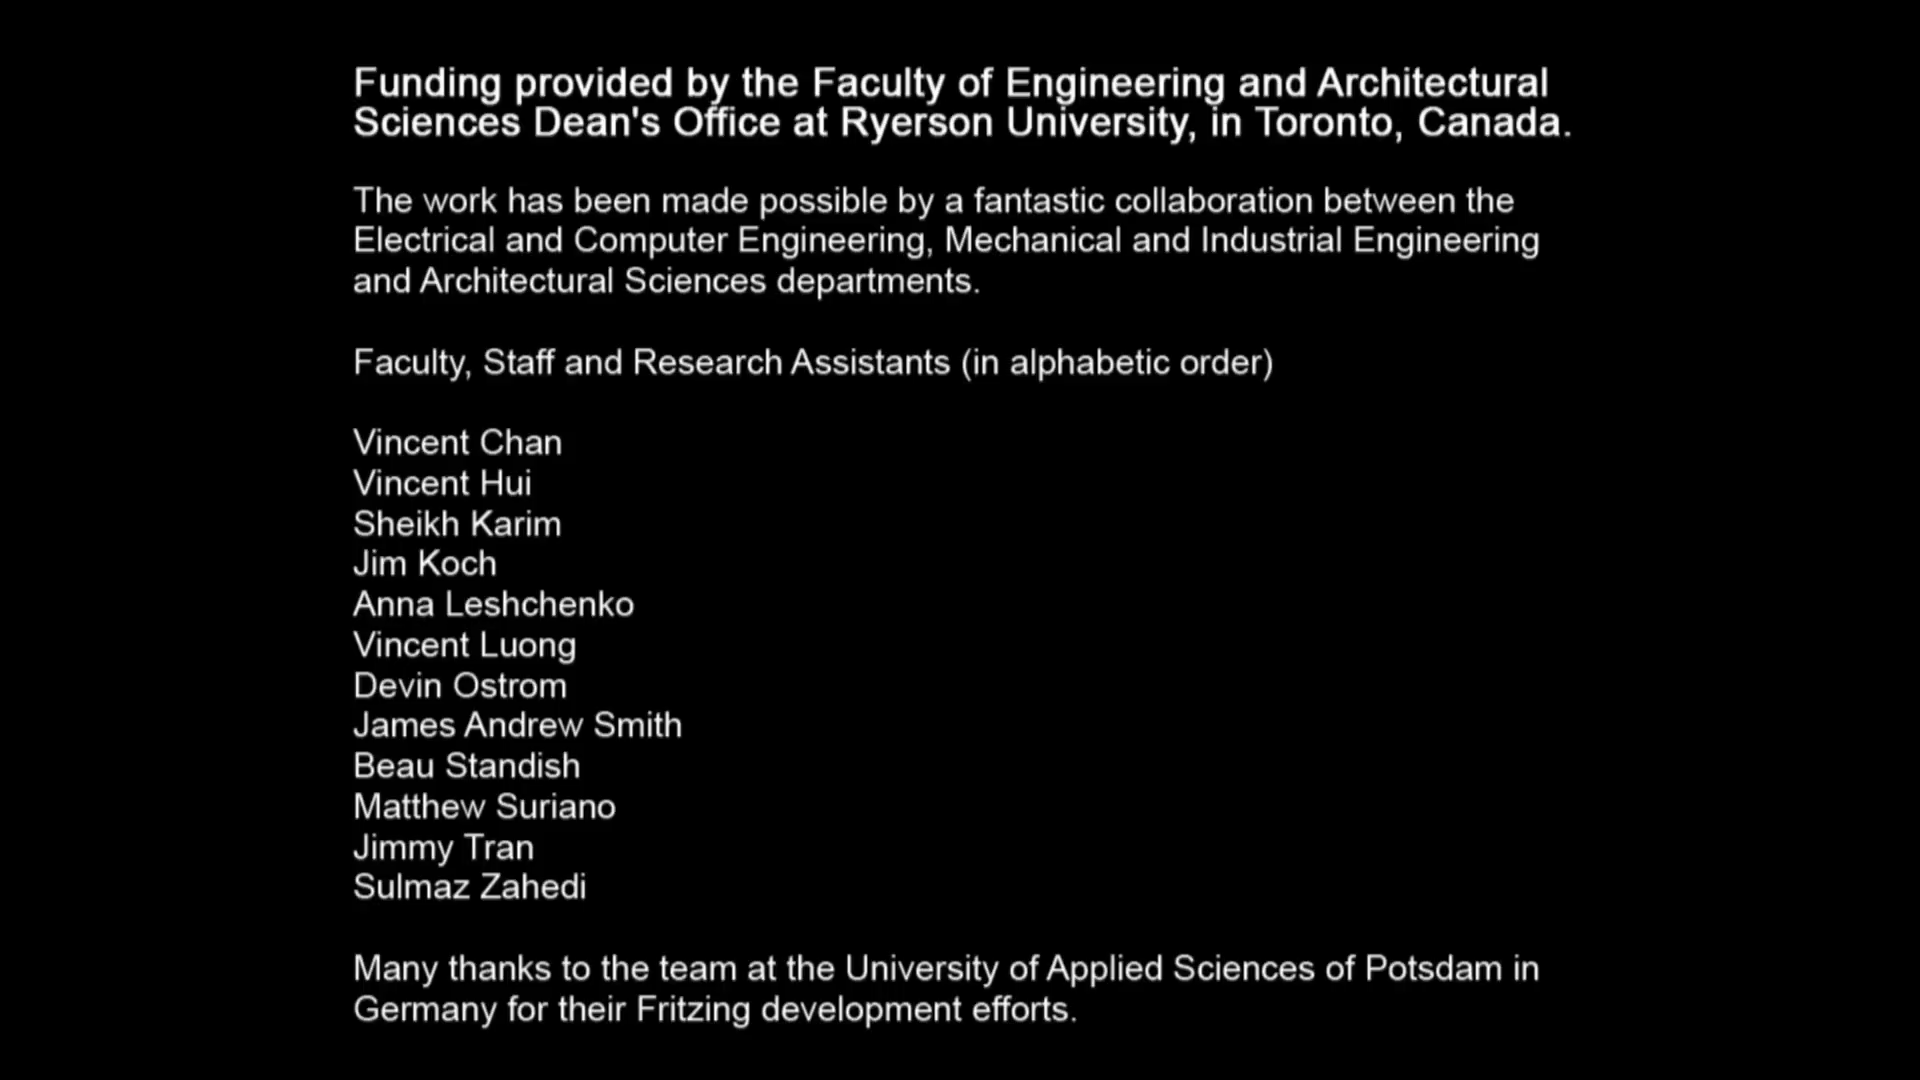 Funding provided by the Faculty of Engineering and Architectural
Sciences Dean's Office at Ryerson University, in Toronto, Canada.
The work has been made possible by a fantastic collaboration between the
Electrical and Computer Engineering, Mechanical and Industrial Engineering
and Architectural Sciences departments.
Faculty, Staff and Research Assistants (in alphabetic order)
Vincent Chan
Vincent Hui
Sheikh Karim
Jim Koch
Anna Leshchenko
Vincent Luong
Devin Ostrom
James Andrew Smith
Beau Standish
Matthew Suriano
Jimmy Tran
Sulmaz Zahedi
Many thanks to the team at the University of Applied Sciences of Potsdam in
Germany for their Fritzing development efforts.